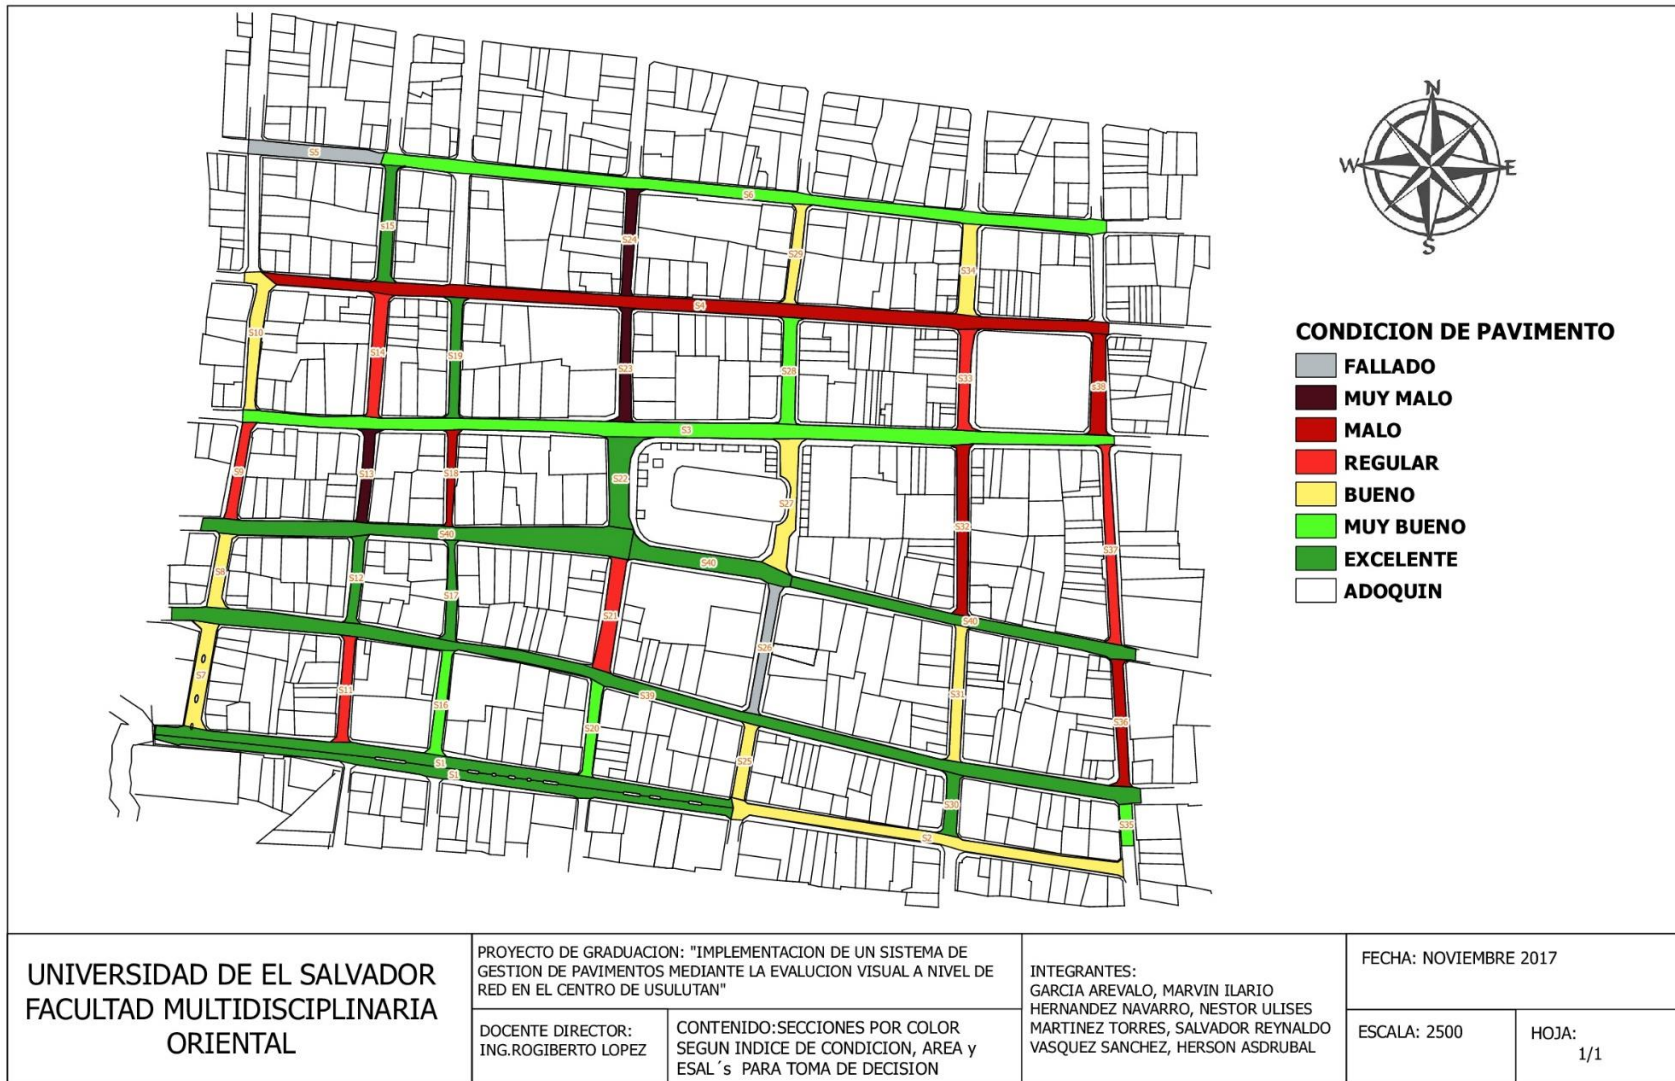 N
W
E
S
S5
S6
S15
S24
S29
S34
S4
S10
S14
S19
S23
S28
S33
s38
S3
S9
S13
S18
S22
S27
S32
S37
S40
S40
S40
S8
S12
S17
S21
S26
S31
S36
S7
S11
S16
S20
S39
S25
S30
S35
S1
S1
S2
CONDICION DE PAVIMENTO
FALLADO
MUY MALO
MALO
REGULAR
BUENO
MUY BUENO
EXCELENTE
ADOQUIN
UNIVERSIDAD DE EL SALVADOR
FACULTAD MULTIDISCIPLINARIA
ORIENTAL
PROYECTO DE GRADUACION: "IMPLEMENTACION DE UN SISTEMA DE
GESTION DE PAVIMENTOS MEDIANTE LA EVALUCION VISUAL A NIVEL DE
RED EN EL CENTRO DE USULUTAN"
DOCENTE DIRECTOR:
ING.ROGIBERTO LOPEZ
CONTENIDO:SECCIONES POR COLOR
SEGUN INDICE DE CONDICION, AREA y
ESAL´s PARA TOMA DE DECISION
INTEGRANTES:
GARCIA AREVALO, MARVIN ILARIO
HERNANDEZ NAVARRO, NESTOR ULISES
MARTINEZ TORRES, SALVADOR REYNALDO
VASQUEZ SANCHEZ, HERSON ASDRUBAL
FECHA: NOVIEMBRE 2017
ESCALA: 2500
HOJA:
1/1